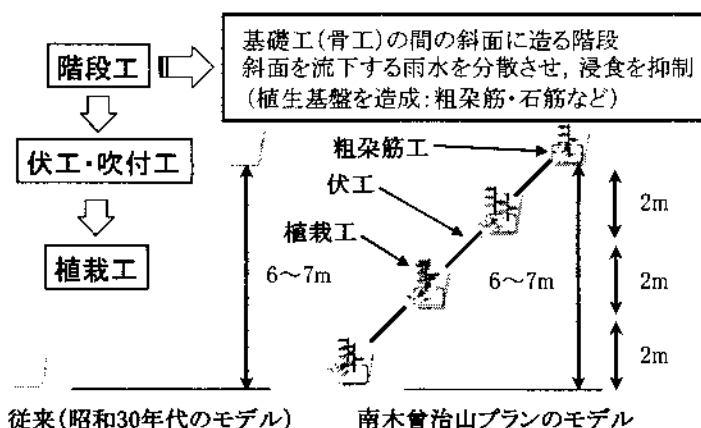 階段工
基礎工(骨工)の間の斜面に造る階段
斜面を流下する雨水を分散させ, 浸食を抑制
(植生基盤を造成:粗朶筋・石筋など)
伏工・吹付工
植栽工
粗朶筋工
伏工
植栽工
6～7m
6～7m
2m
2m
2m
従来(昭和30年代のモデル)
南木曾治山プランのモデル